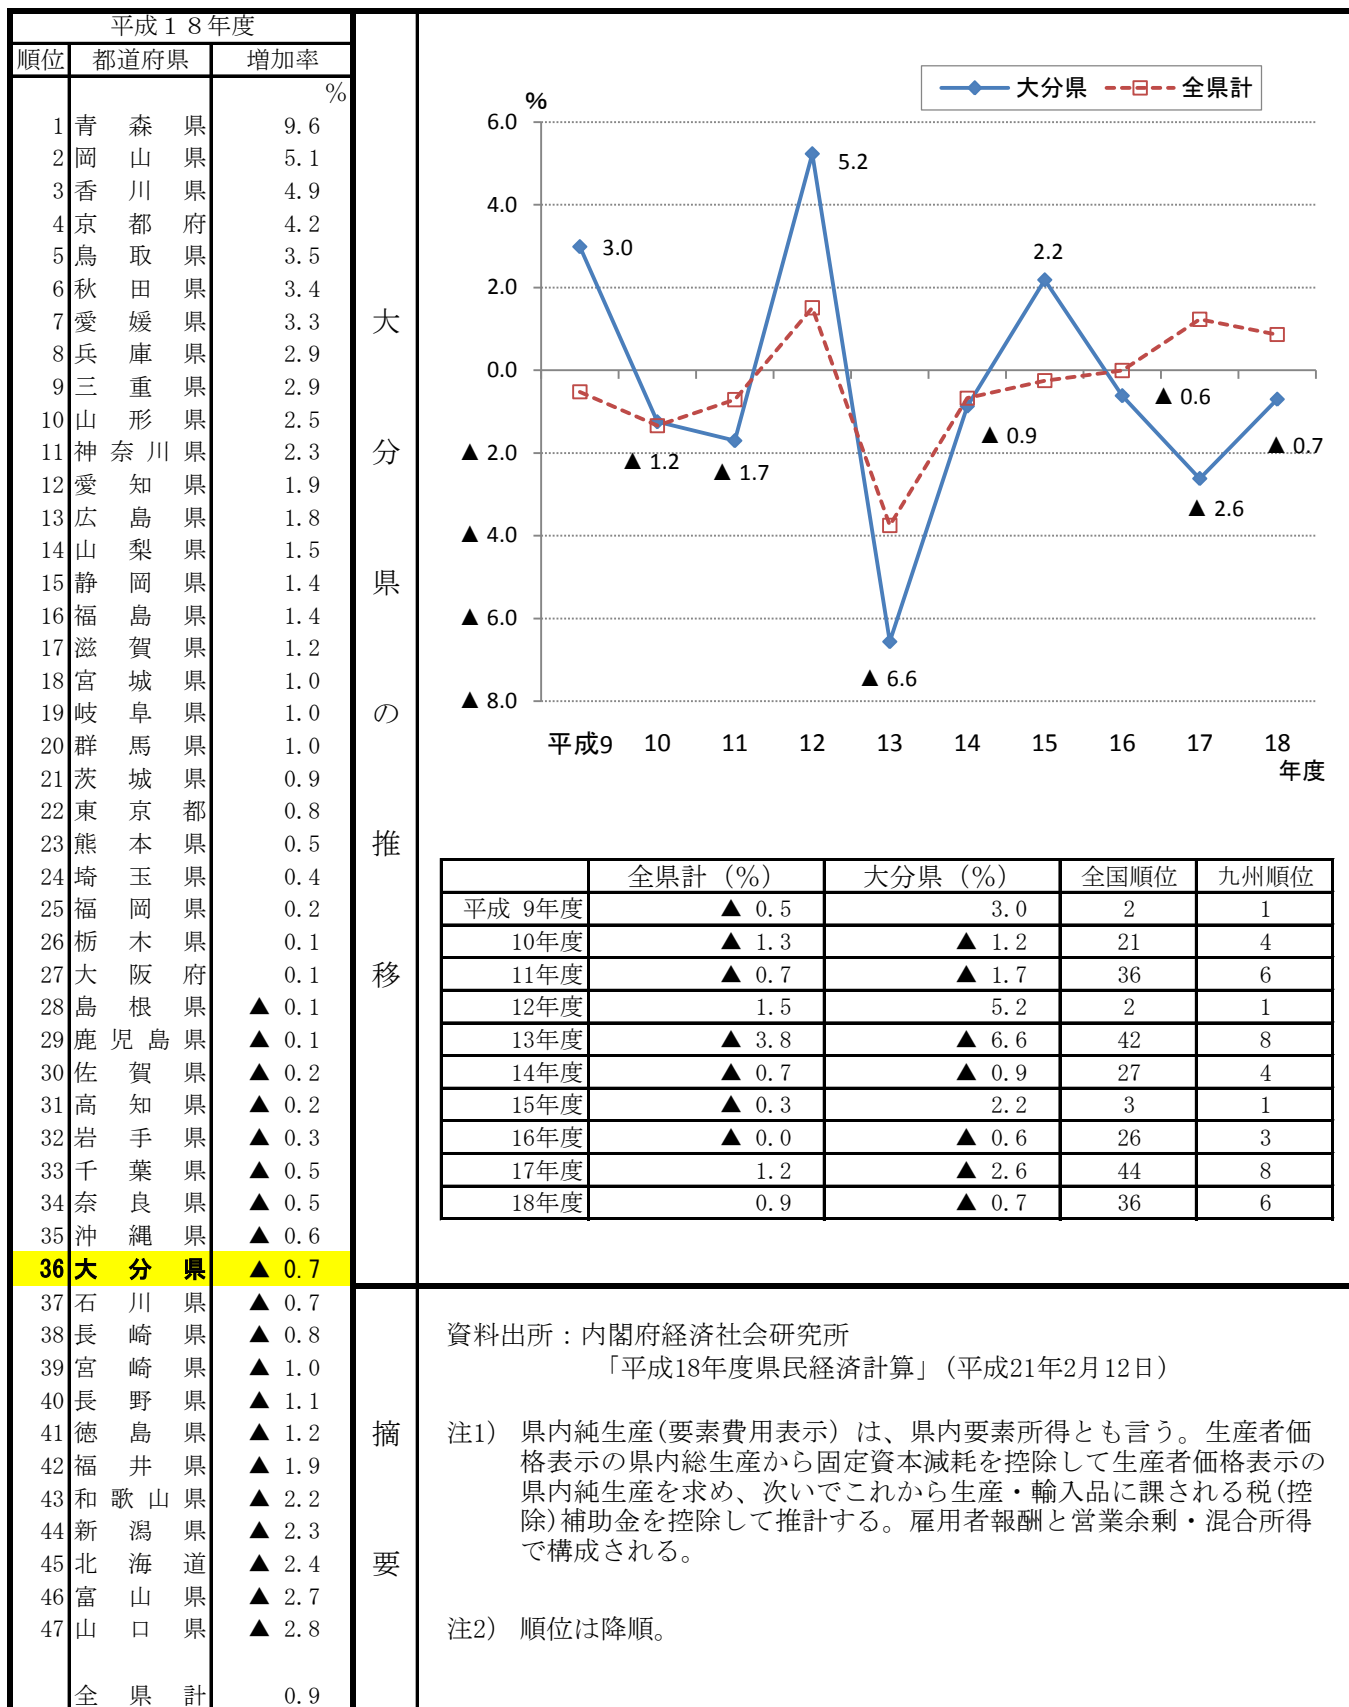 平成１８年度
順位 都道府県 増加率
%
1 青森県 9.6
2 岡山県 5.1
3 香川県 4.9
4 京都府 4.2
5 鳥取県 3.5
6 秋田県 3.4
7 愛媛県 3.3
8 兵庫県 2.9
9 三重県 2.9
10 山形県 2.5
11 神奈川県 2.3
12 愛知県 1.9
13 広島県 1.8
14 山梨県 1.5
15 静岡県 1.4
16 福島県 1.4
17 滋賀県 1.2
18 宮城県 1.0
19 岐阜県 1.0
20 群馬県 1.0
21 茨城県 0.9
22 東京都 0.8
23 熊本県 0.5
24 埼玉県 0.4
25 福岡県 0.2
26 栃木県 0.1
27 大阪府 0.1
28 島根県 ▲ 0.1
29 鹿児島県 ▲ 0.1
30 佐賀県 ▲ 0.2
31 高知県 ▲ 0.2
32 岩手県 ▲ 0.3
33 千葉県 ▲ 0.5
34 奈良県 ▲ 0.5
35 沖縄県 ▲ 0.6
36 大分県 ▲ 0.7
37 石川県 ▲ 0.7
38 長崎県 ▲ 0.8
39 宮崎県 ▲ 1.0
40 長野県 ▲ 1.1
41 徳島県 ▲ 1.2
42 福井県 ▲ 1.9
43 和歌山県 ▲ 2.2
44 新潟県 ▲ 2.3
45 北海道 ▲ 2.4
46 富山県 ▲ 2.7
47 山口県 ▲ 2.8
全県計 0.9
大分県の推移
大分県 全県計
%
6.0
4.0
2.0
0.0
▲ 2.0
▲ 4.0
▲ 6.0
▲ 8.0
3.0
▲ 1.2
▲ 1.7
5.2
▲ 6.6
▲ 0.9
2.2
▲ 0.6
▲ 2.6
▲ 0.7
平成9 10 11 12 13 14 15 16 17 18
年度
全県計（%） 大分県（%） 全国順位 九州順位
平成 9年度 ▲ 0.5 3.0 2 1
10年度 ▲ 1.3 ▲ 1.2 21 4
11年度 ▲ 0.7 ▲ 1.7 36 6
12年度 1.5 5.2 2 1
13年度 ▲ 3.8 ▲ 6.6 42 8
14年度 ▲ 0.7 ▲ 0.9 27 4
15年度 ▲ 0.3 2.2 3 1
16年度 ▲ 0.0 ▲ 0.6 26 3
17年度 1.2 ▲ 2.6 44 8
18年度 0.9 ▲ 0.7 36 6
摘要
資料出所：内閣府経済社会研究所
「平成18年度県民経済計算」（平成21年2月12日）
注1） 県内純生産(要素費用表示）は、県内要素所得とも言う。生産者価
格表示の県内総生産から固定資本減耗を控除して生産者価格表示の
県内純生産を求め、次いでこれから生産・輸入品に課される税(控
除)補助金を控除して推計する。雇用者報酬と営業余剰・混合所得
で構成される。
注2） 順位は降順。